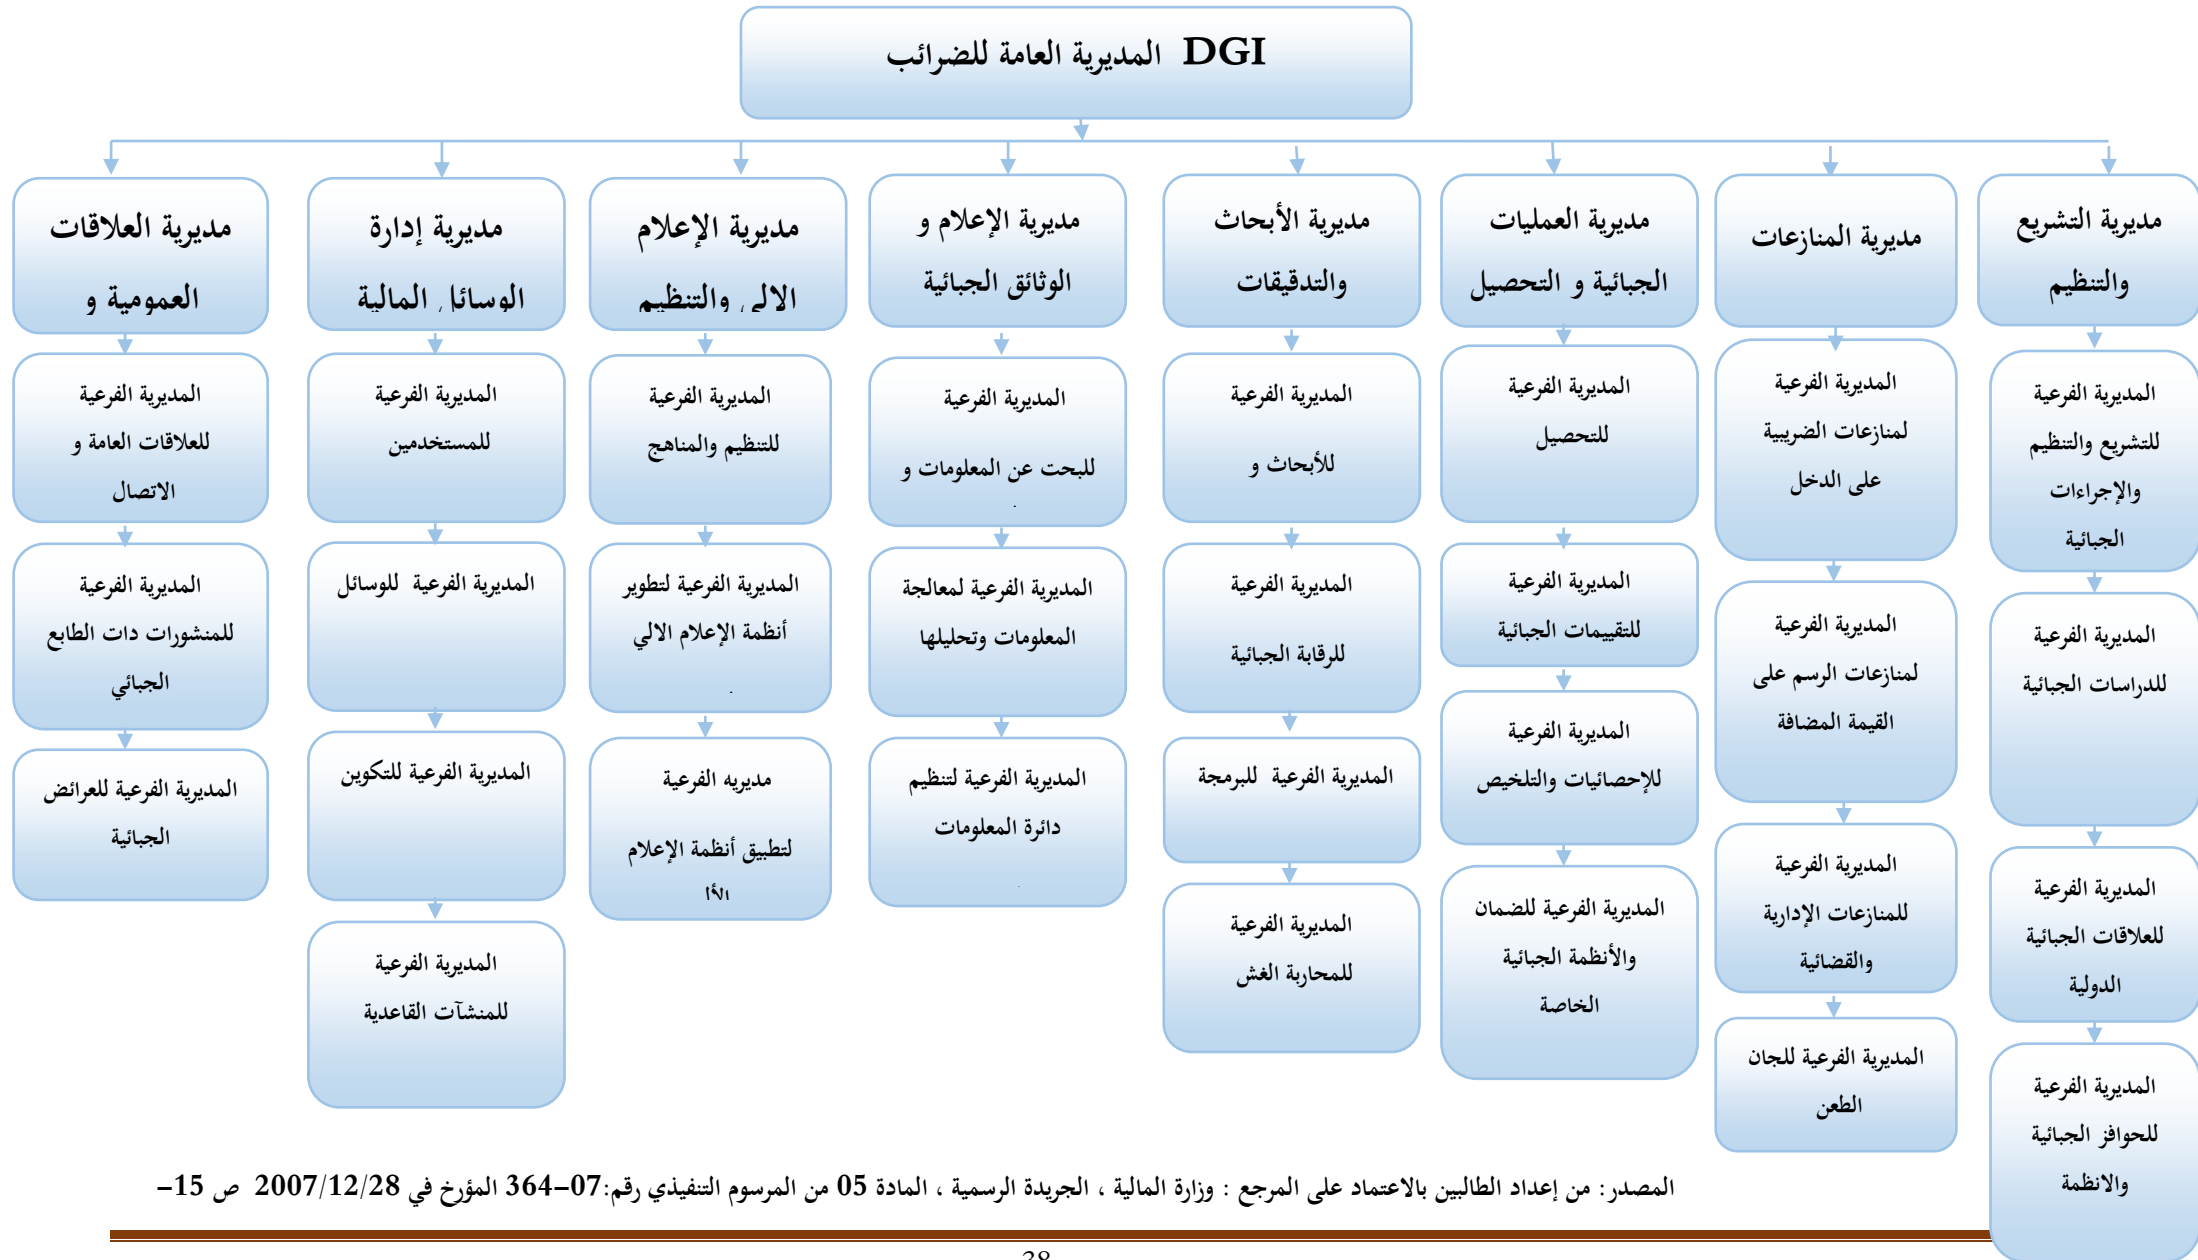 DGI المديرية العامة للضرائب
مديرية التشريع
والتنظيم
مديرية المنازعات
مديرية العمليات
الجبائية و التحصيل
مديرية الأبحاث
والتدقيقات
مديرية الإعلام و
الوثائق الجبائية
مديرية الإعلام
الالي والتنظيم
مديرية إدارة
الوسائل المالية
مديرية العلاقات
العمومية و
المديرية الفرعية
للتشريع والتنظيم
والإجراءات
الجبائية
المديرية الفرعية
للدراسات الجبائية
المديرية الفرعية
للعلاقات الجبائية
الدولية
المديرية الفرعية
للحوافز الجبائية
والانظمة
المديرية الفرعية
لمنازعات الضريبية
على الدخل
المديرية الفرعية
لمنازعات الرسم على
القيمة المضافة
المديرية الفرعية
للمنازعات الإدارية
والقضائية
المديرية الفرعية للجان
الطعن
المديرية الفرعية
للتحصيل
المديرية الفرعية
للتقييمات الجبائية
المديرية الفرعية
للإحصائيات والتلخيص
المديرية الفرعية للضمان
والأنظمة الجبائية
الخاصة
المديرية الفرعية
للأبحاث و
المديرية الفرعية
للرقابة الجبائية
المديرية الفرعية للبرمجة
المديرية الفرعية
للمحاربة الغش
المديرية الفرعية
للبحت عن المعلومات و
المديرية الفرعية لمعالجة
المعلومات وتحليلها
المديرية الفرعية لتنظيم
دائرة المعلومات
المديرية الفرعية
للتنظيم والمناهج
المديرية الفرعية لتطوير
أنظمة الإعلام الالي
مديريه الفرعية
لتطبيق أنظمة الإعلام
المديرية الفرعية
للمستخدمين
المديرية الفرعية للوسائل
المديرية الفرعية للتكوين
المديرية الفرعية
للمنشآت القاعدية
المديرية الفرعية
للعلاقات العامة و
الاتصال
المديرية الفرعية
للمنشورات دات الطابع
الجبائي
المديرية الفرعية للعرائض
الجبائية
المصدر: من إعداد الطالبين بالاعتماد على المرجع : وزارة المالية ، الجريدة الرسمية ، المادة 05 من المرسوم التنفيذي رقم:07–364 المؤرخ في 2007/12/28 ص 15–
38